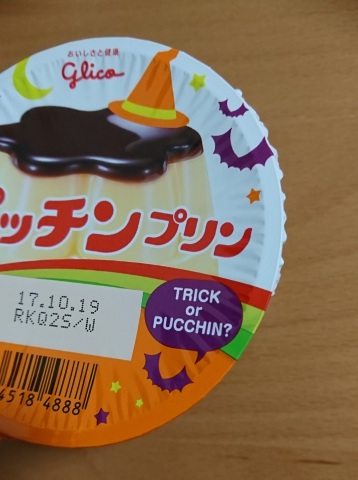 おいしさと健康
Glico
ッチンプリン
17.10.19
RKQ2S/W
TRICK
or
PUCCHIN?
4518 4888